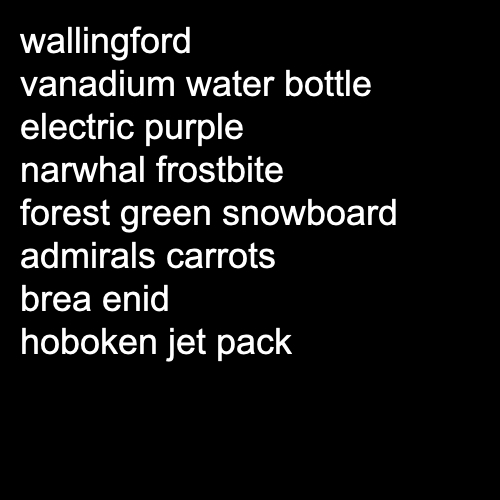 wallingford
vanadium water bottle
electric purple
narwhal frostbite
forest green snowboard
admirals carrots
brea enid
hoboken jet pack